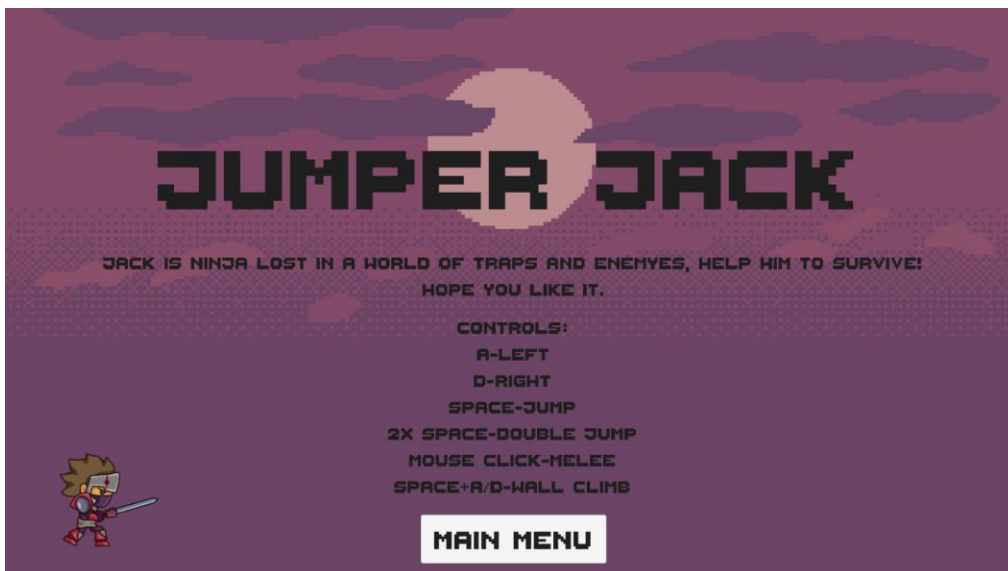 JUMPER JACK
JACK IS NINJA LOST IN A WORLD OF TRAPS AND ENEMYES, HELP HIM TO SURVIVE!
HOPE YOU LIKE IT.
CONTROLS:
A-LEFT
D-RIGHT
SPACE-JUMP
2X SPACE-DOUBLE JUMP
MOUSE CLICK-MELEE
SPACE+A/D-WALL CLIMB
MAIN MENU